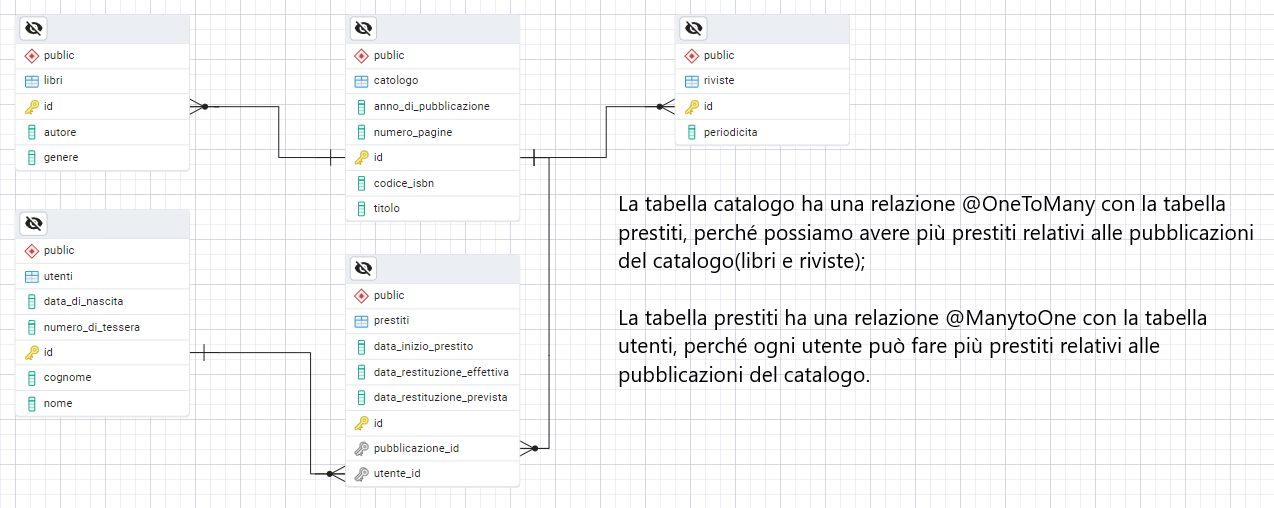 public
libri
id
autore
genere
public
catologo
anno_di_pubblicazione
numero_pagine
id
codice_isbn
titolo
public
riviste
id
periodicita
public
utenti
data_di_nascita
numero_di_tessera
id
cognome
nome
public
prestiti
data_inizio_prestito
data_restituzione_effettiva
data_restituzione_prevista
id
pubblicazione_id
utente_id
La tabella catalogo ha una relazione @OneToMany con la tabella
prestiti, perché possiamo avere più prestiti relativi alle pubblicazioni
del catalogo(libri e riviste);
La tabella prestiti ha una relazione @ManytoOne con la tabella
utenti, perché ogni utente può fare più prestiti relativi alle
pubblicazioni del catalogo.